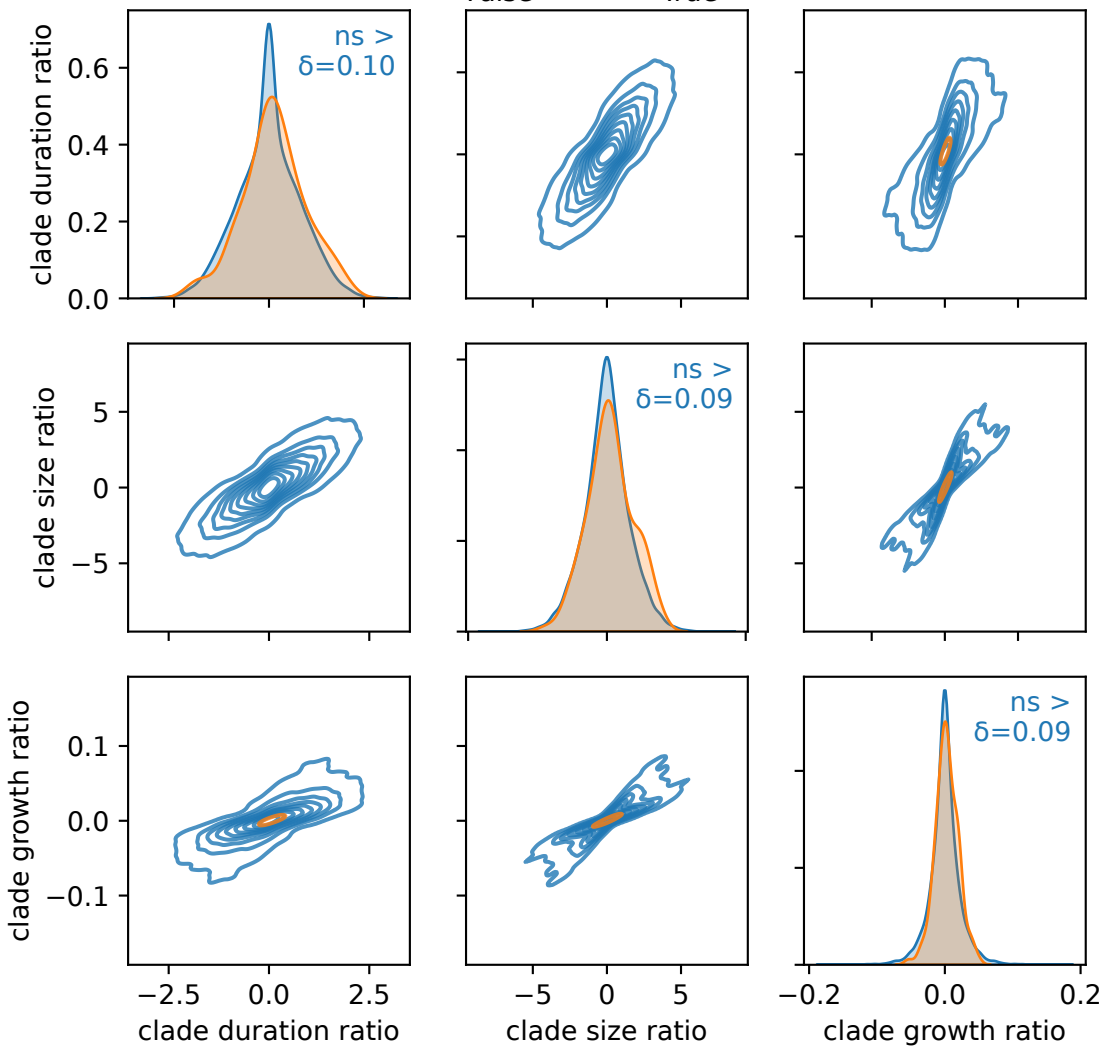 ns >
δ=0.10
clade duration ratio
0.6
0.4
0.2
0.0
ns >
δ=0.09
clade size ratio
5
0
−5
ns >
δ=0.09
clade growth ratio
0.1
0.0
−0.1
−2.5 0.0 2.5 −5 0 5 −0.2 0.0 0.2
clade duration ratio clade size ratio clade growth ratio